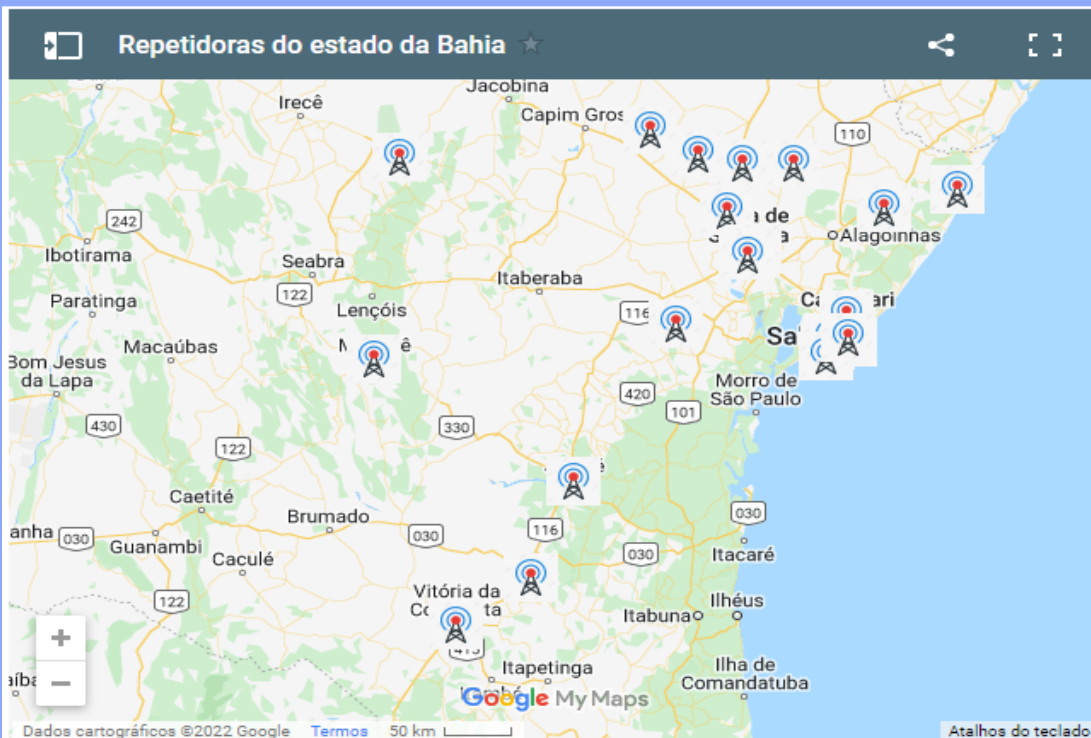 Repetidoras do estado da Bahia
Jacobina
Irecê
Capim Gros
110
242
Ibotirama
Alagoinhas
Seabra
Itaberaba
122
Paratinga
Lençóis
116
Macaúbas
Bom Jesus
da Lapa
Morro de
São Paulo
420
101
430
330
122
Caetité
Brumado
030
030
116
030
030
Guanambi
Caculé
Itacaré
122
Vitória da
Itabuna
Ilhéus
Itapetinga
Ilha de
Comandatuba
+
−
Google My Maps
Dados cartográficos ©2022 Google Termos 50 km Atalhos do teclado